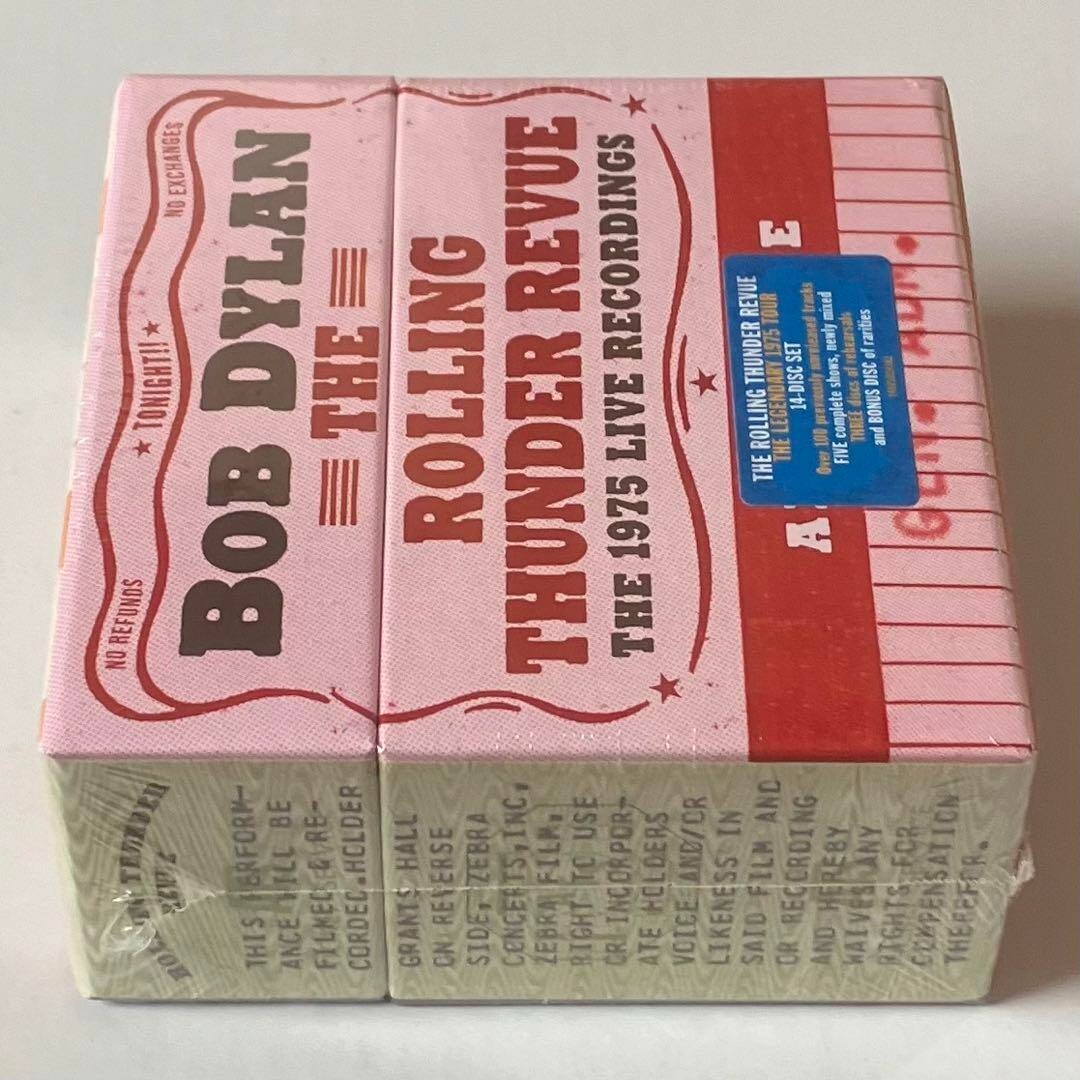 NO REFUNDS
★ TONIGHT!! ★
NO EXCHANGES
BOB DYLAN
THE
ROLLING
THUNDER REVUE
THE 1975 LIVE RECORDINGS
A
E
THE ROLLING THUNDER REVUE
THE LEGENDARY 1975 TOUR
14-DISC SET
Over 100 previously unreleased tracks
FIVE complete shows, newly mixed
THREE discs of rehearsals
and BONUS DISC of rarities
GEN. ADM.
THIS PERFORM-
ANCE WILL BE
FILMED & RE-
CORDED.HOLDER
GRANTS HALL
ON REVERSE
SIDE, ZEBRA
CONCERTS,INC,
ZEBRA FILM,
RIGHT TO USE
OR INCORPOR-
ATE HOLDERS
VOICE AND/OR
LIKENESS IN
SAID FILM AND
OR RECORDING
AND HEREBY
WAIVES ANY
RIGHTS FOR
COMPENSATION
THEREFER.